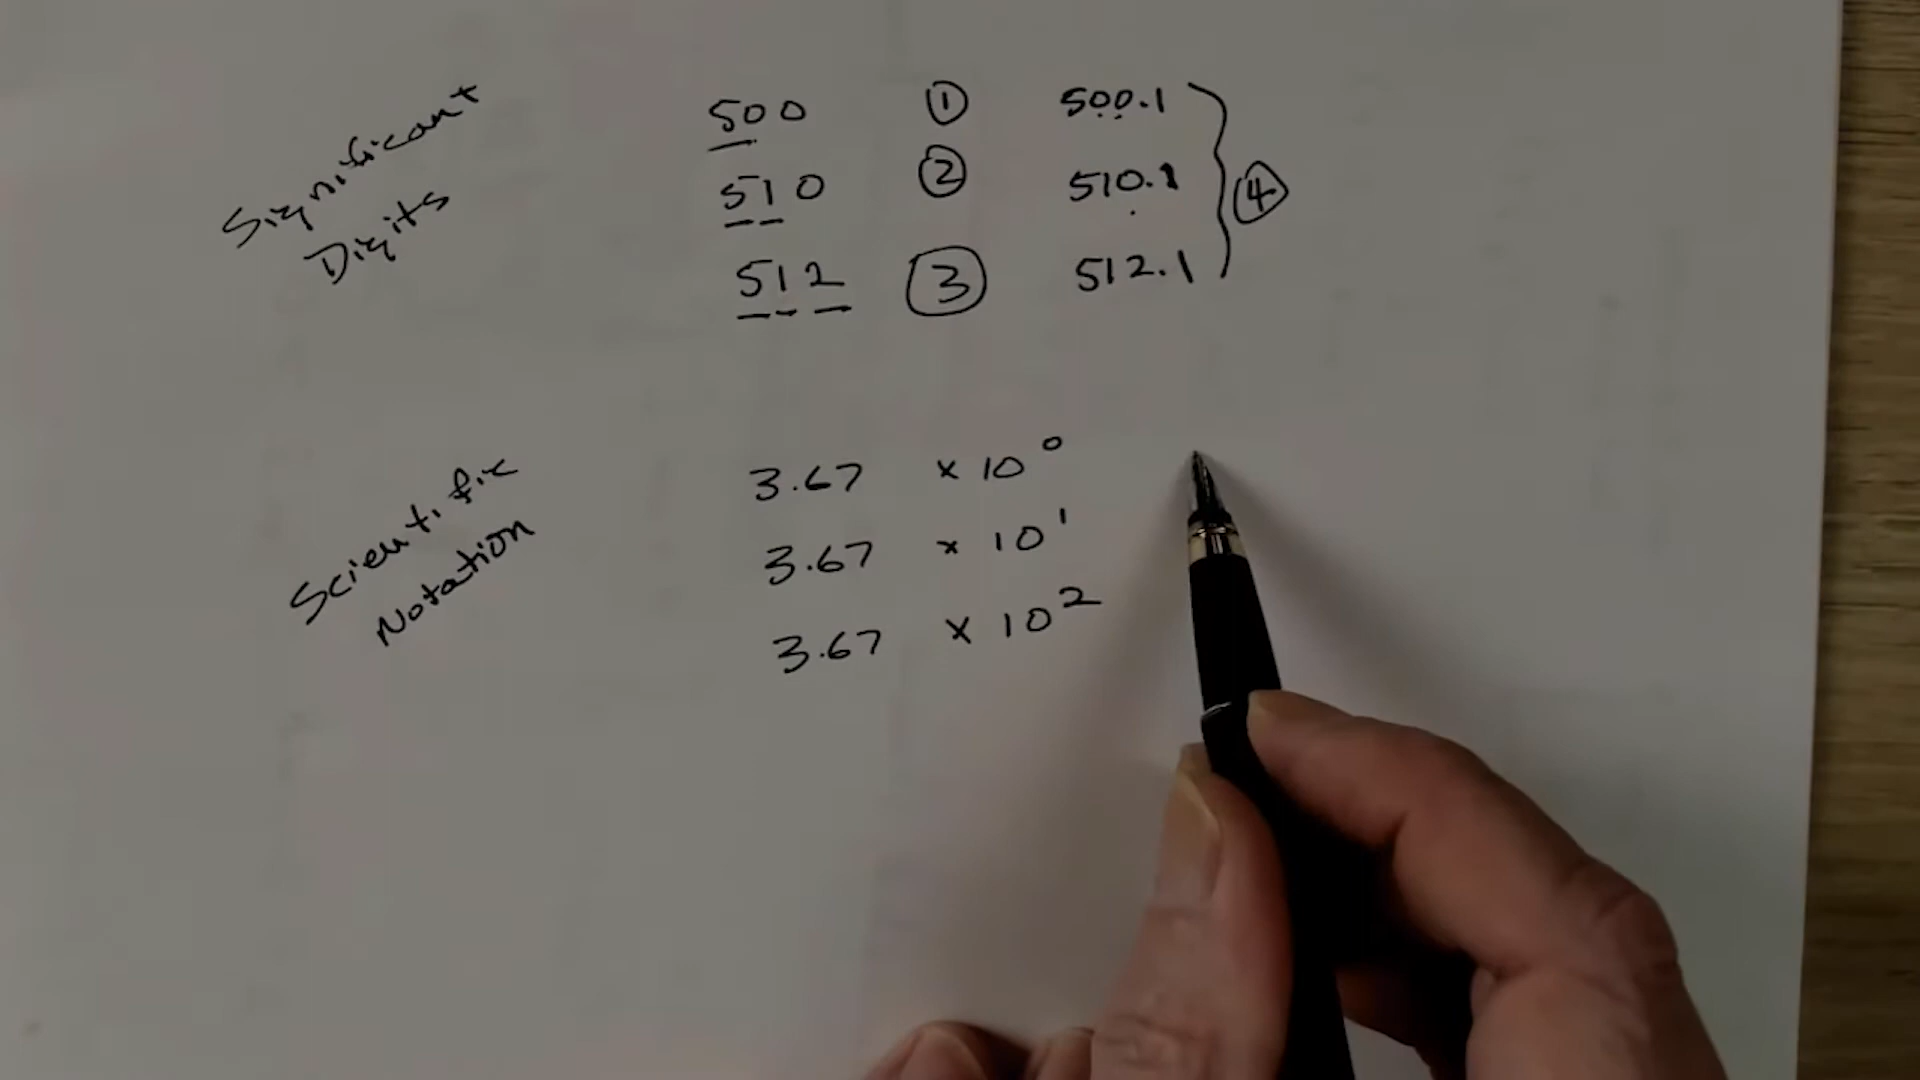 Significant
Digits
500 1 500.1
510 2 510.1 4
512 3 512.1
Scientific
Notation
3.67 × 10⁰
3.67 × 10¹
3.67 × 10²